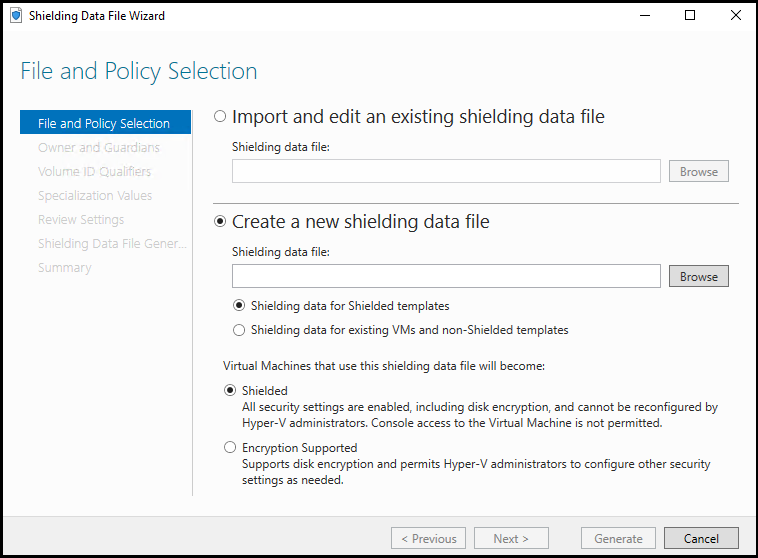 Shielding Data File Wizard
File and Policy Selection
File and Policy Selection
Owner and Guardians
Volume ID Qualifiers
Specialization Values
Review Settings
Shielding Data File Gener...
Summary
Import and edit an existing shielding data file
Shielding data file:
Browse
Create a new shielding data file
Shielding data file:
Browse
Shielding data for Shielded templates
Shielding data for existing VMs and non-Shielded templates
Virtual Machines that use this shielding data file will become:
Shielded
All security settings are enabled, including disk encryption, and cannot be reconfigured by
Hyper-V administrators. Console access to the Virtual Machine is not permitted.
Encryption Supported
Supports disk encryption and permits Hyper-V administrators to configure other security
settings as needed.
< Previous
Next >
Generate
Cancel